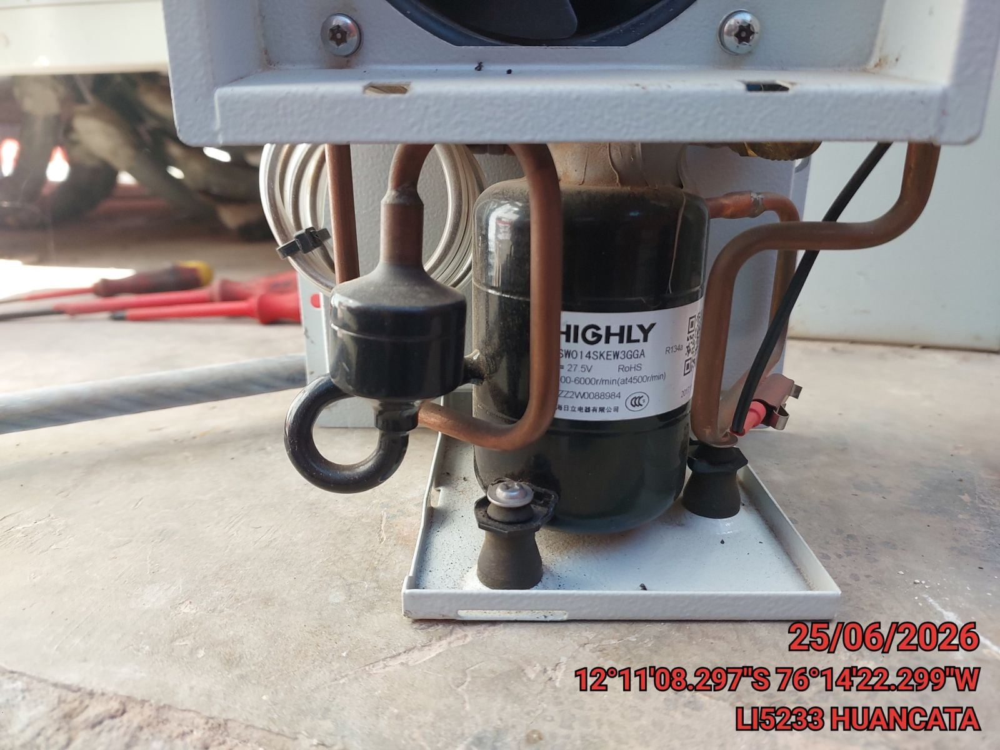 HIGHLY
SW014SKEW3GGA
R134a
= 27.5V RoHS
00-6000r/min(at4500r/min)
ZZ2W0088984
CCC
海日立电器有限公司
25/06/2026
12°11'08.297"S 76°14'22.299"W
LI5233 HUANCATA